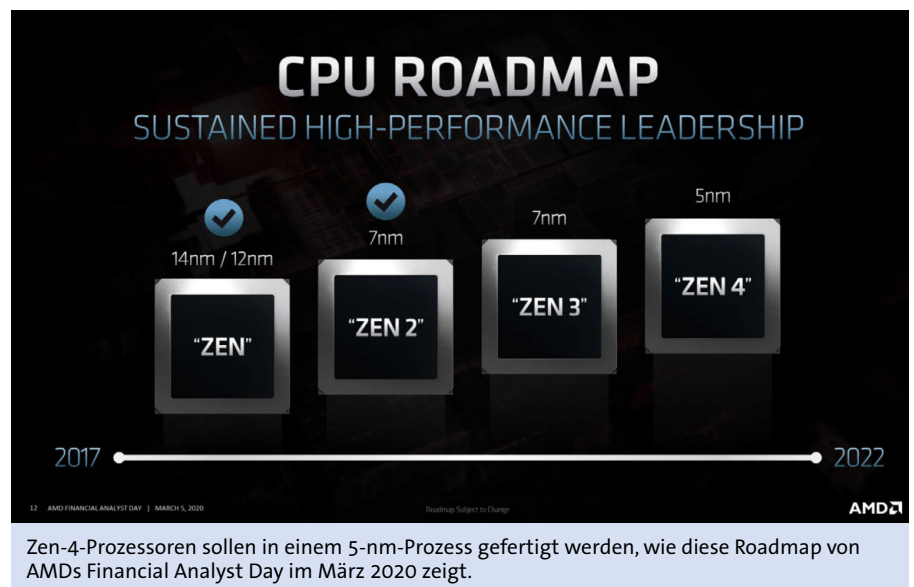 CPU ROADMAP
SUSTAINED HIGH-PERFORMANCE LEADERSHIP
14nm / 12nm
7nm
7nm
5nm
“ZEN”
“ZEN 2”
“ZEN 3”
“ZEN 4”
2017
2022
12 AMD FINANCIAL ANALYST DAY | MARCH 5, 2020
Roadmap Subject to Change
AMD
Zen-4-Prozessoren sollen in einem 5-nm-Prozess gefertigt werden, wie diese Roadmap von
AMDs Financial Analyst Day im März 2020 zeigt.